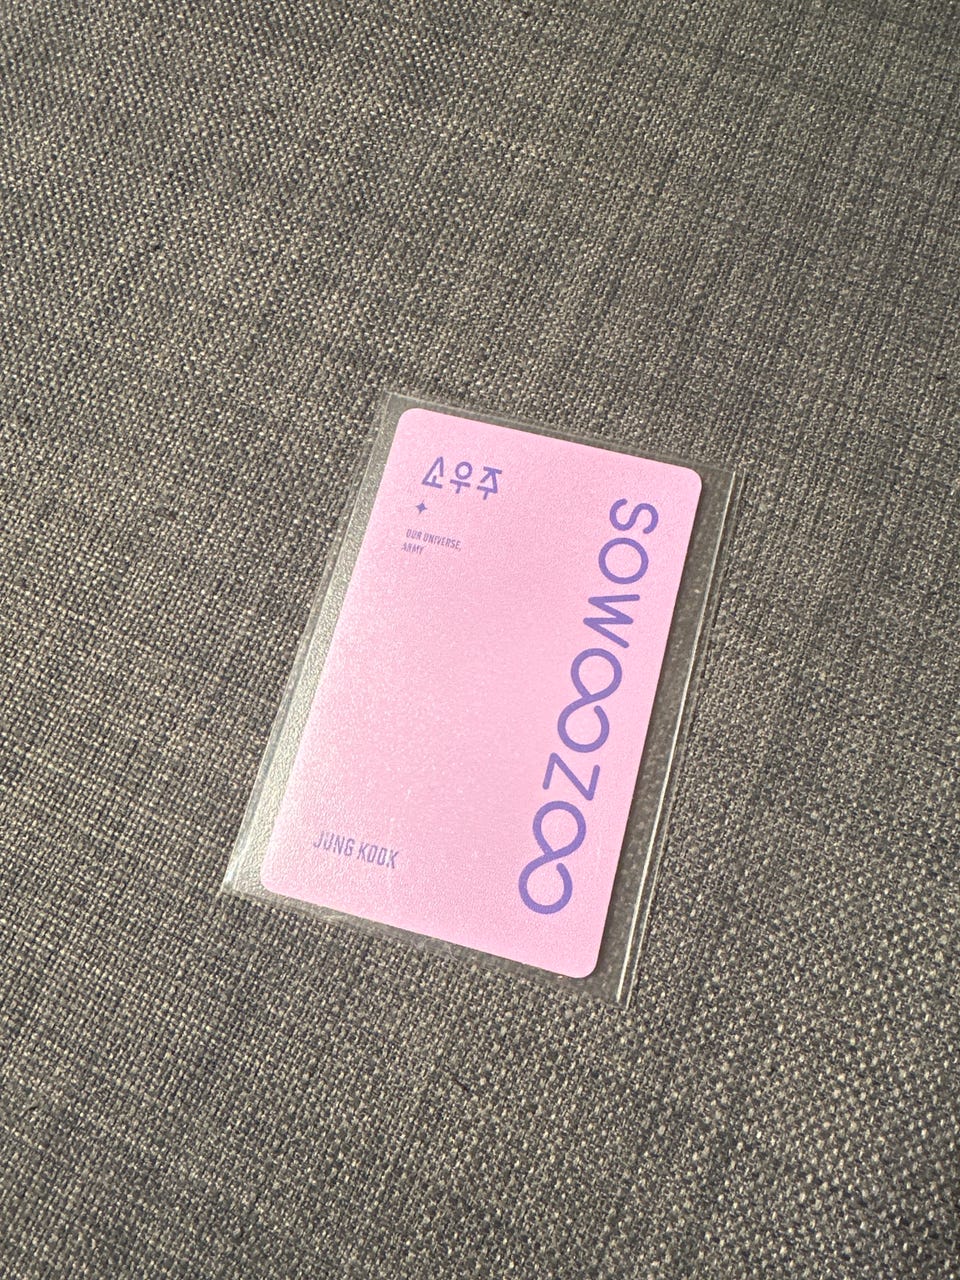 소우주
OUR UNIVERSE,
ARMY
SOWOOZOO
JUNG KOOK